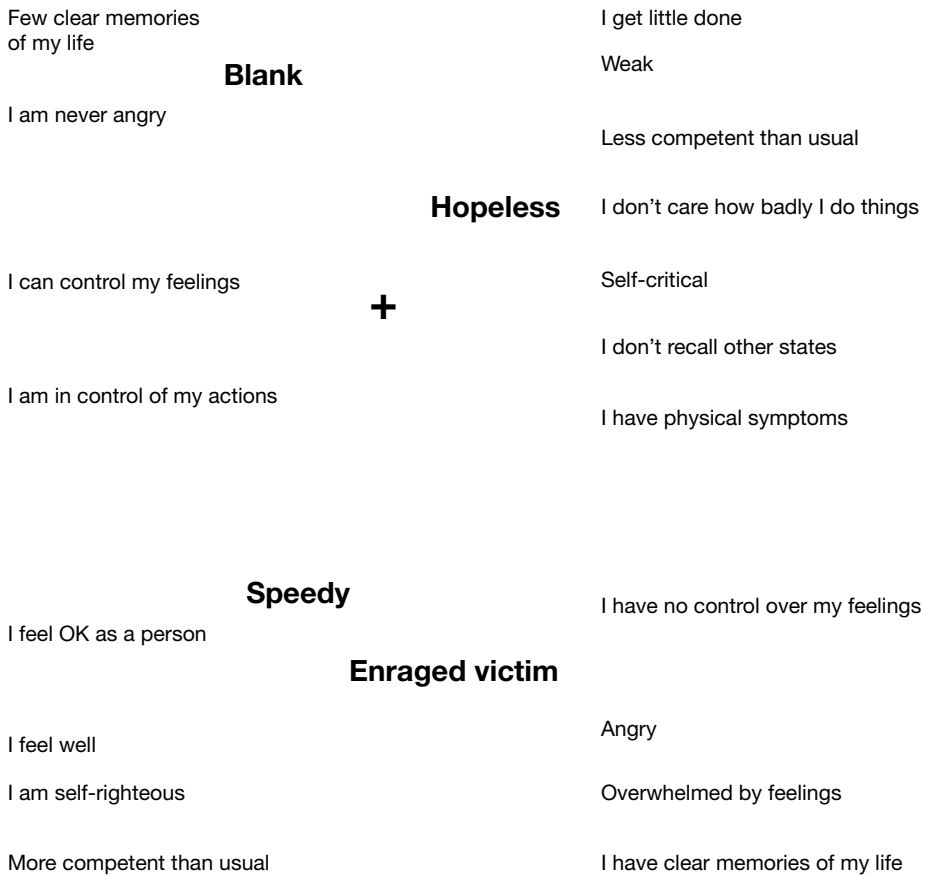 Few clear memories
of my life
I get little done
Blank
Weak
I am never angry
Less competent than usual
Hopeless
I don’t care how badly I do things
I can control my feelings
Self-critical
+
I don’t recall other states
I am in control of my actions
I have physical symptoms
Speedy
I have no control over my feelings
I feel OK as a person
Enraged victim
Angry
I feel well
I am self-righteous
Overwhelmed by feelings
More competent than usual
I have clear memories of my life